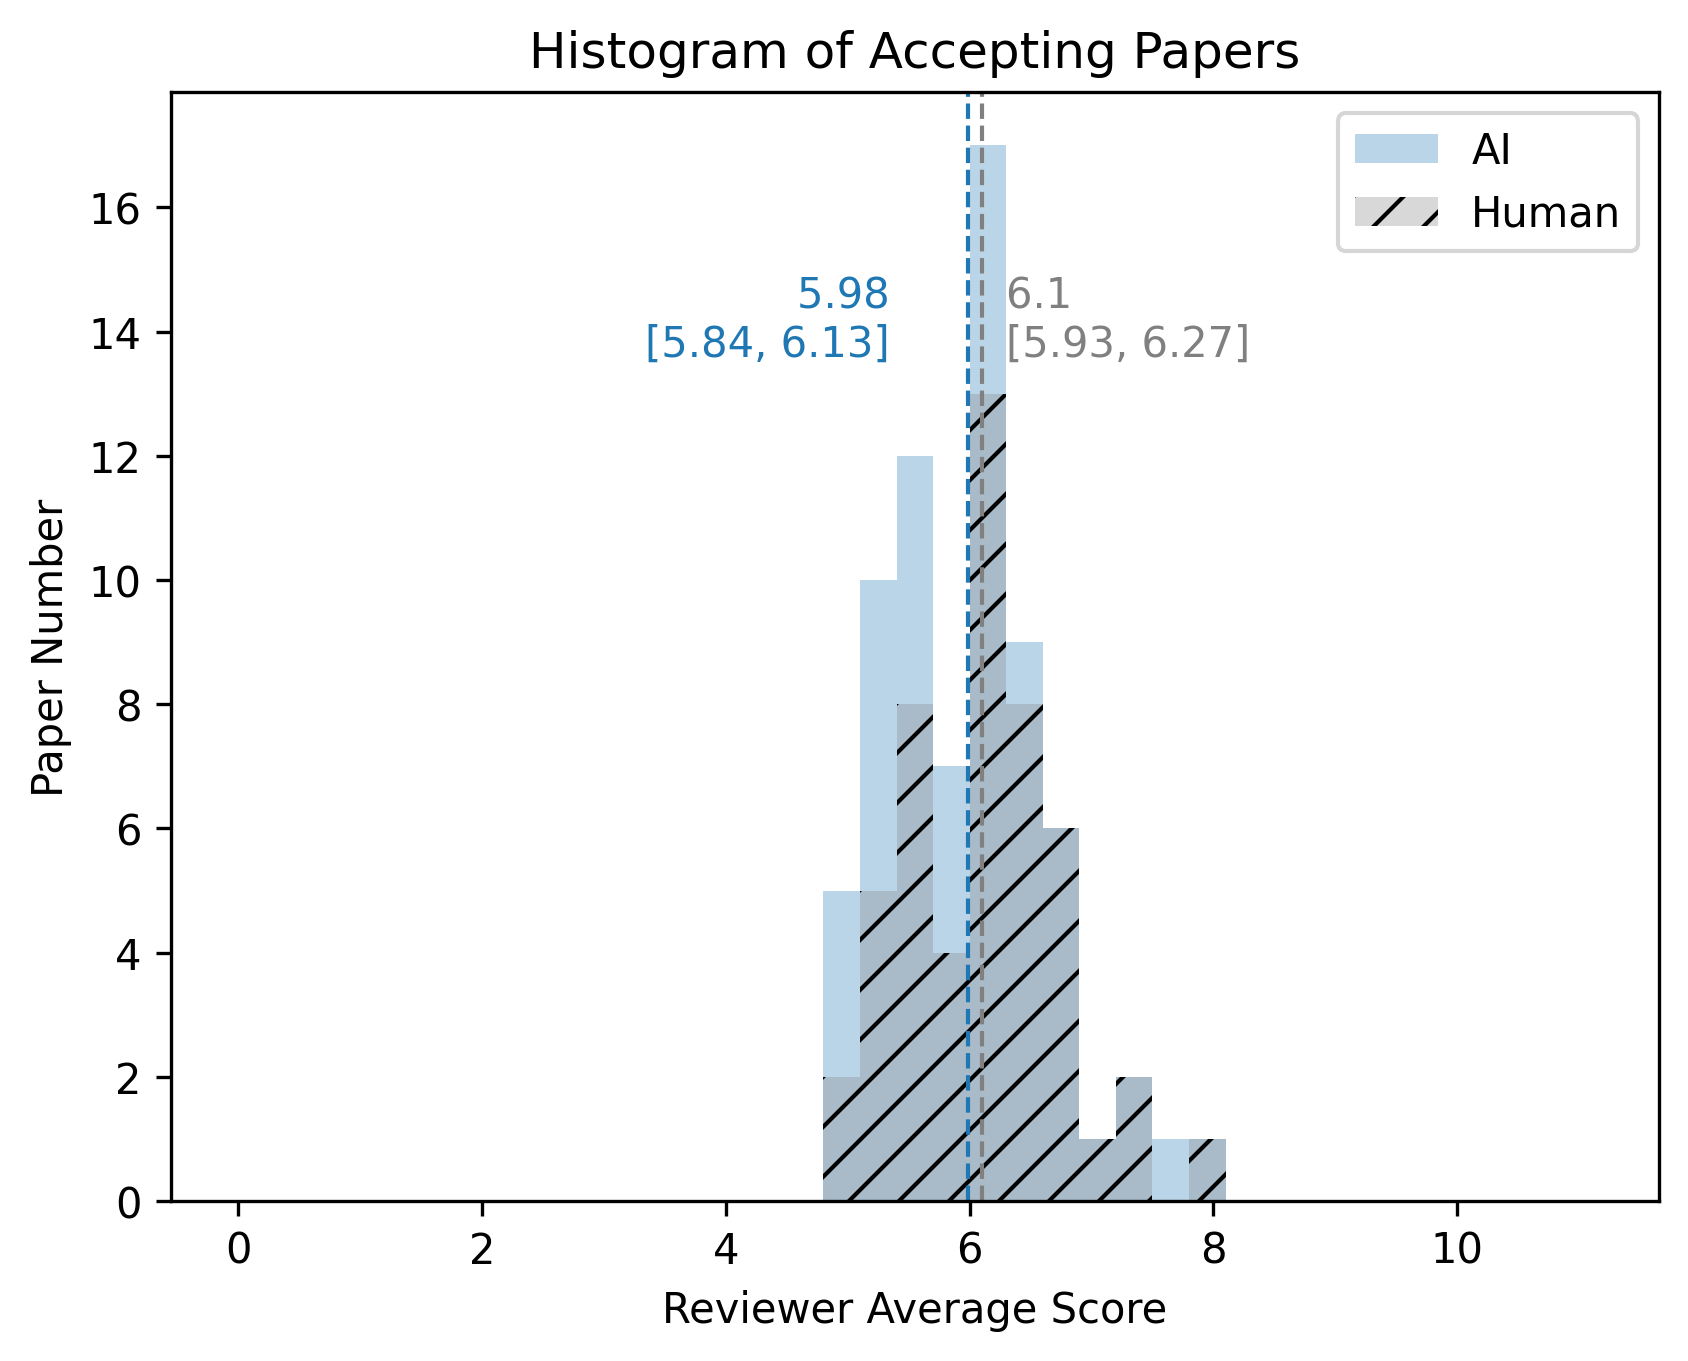 Histogram of Accepting Papers
AI
Human
5.98
[5.84, 6.13]
6.1
[5.93, 6.27]
16
14
12
10
8
6
4
2
0
Paper Number
0 2 4 6 8 10
Reviewer Average Score